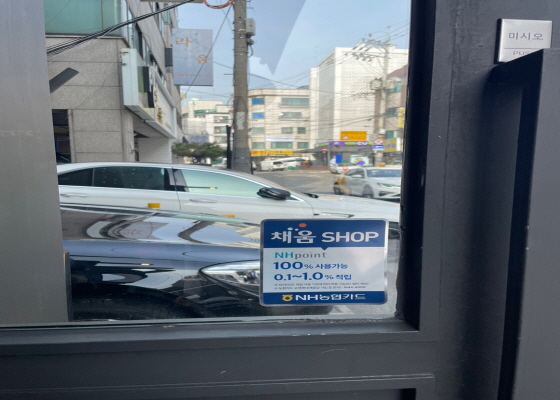 미시오
PUSH
채움 SHOP
NHpoint
100% 사용가능
0.1~1.0% 적립
NH농협카드